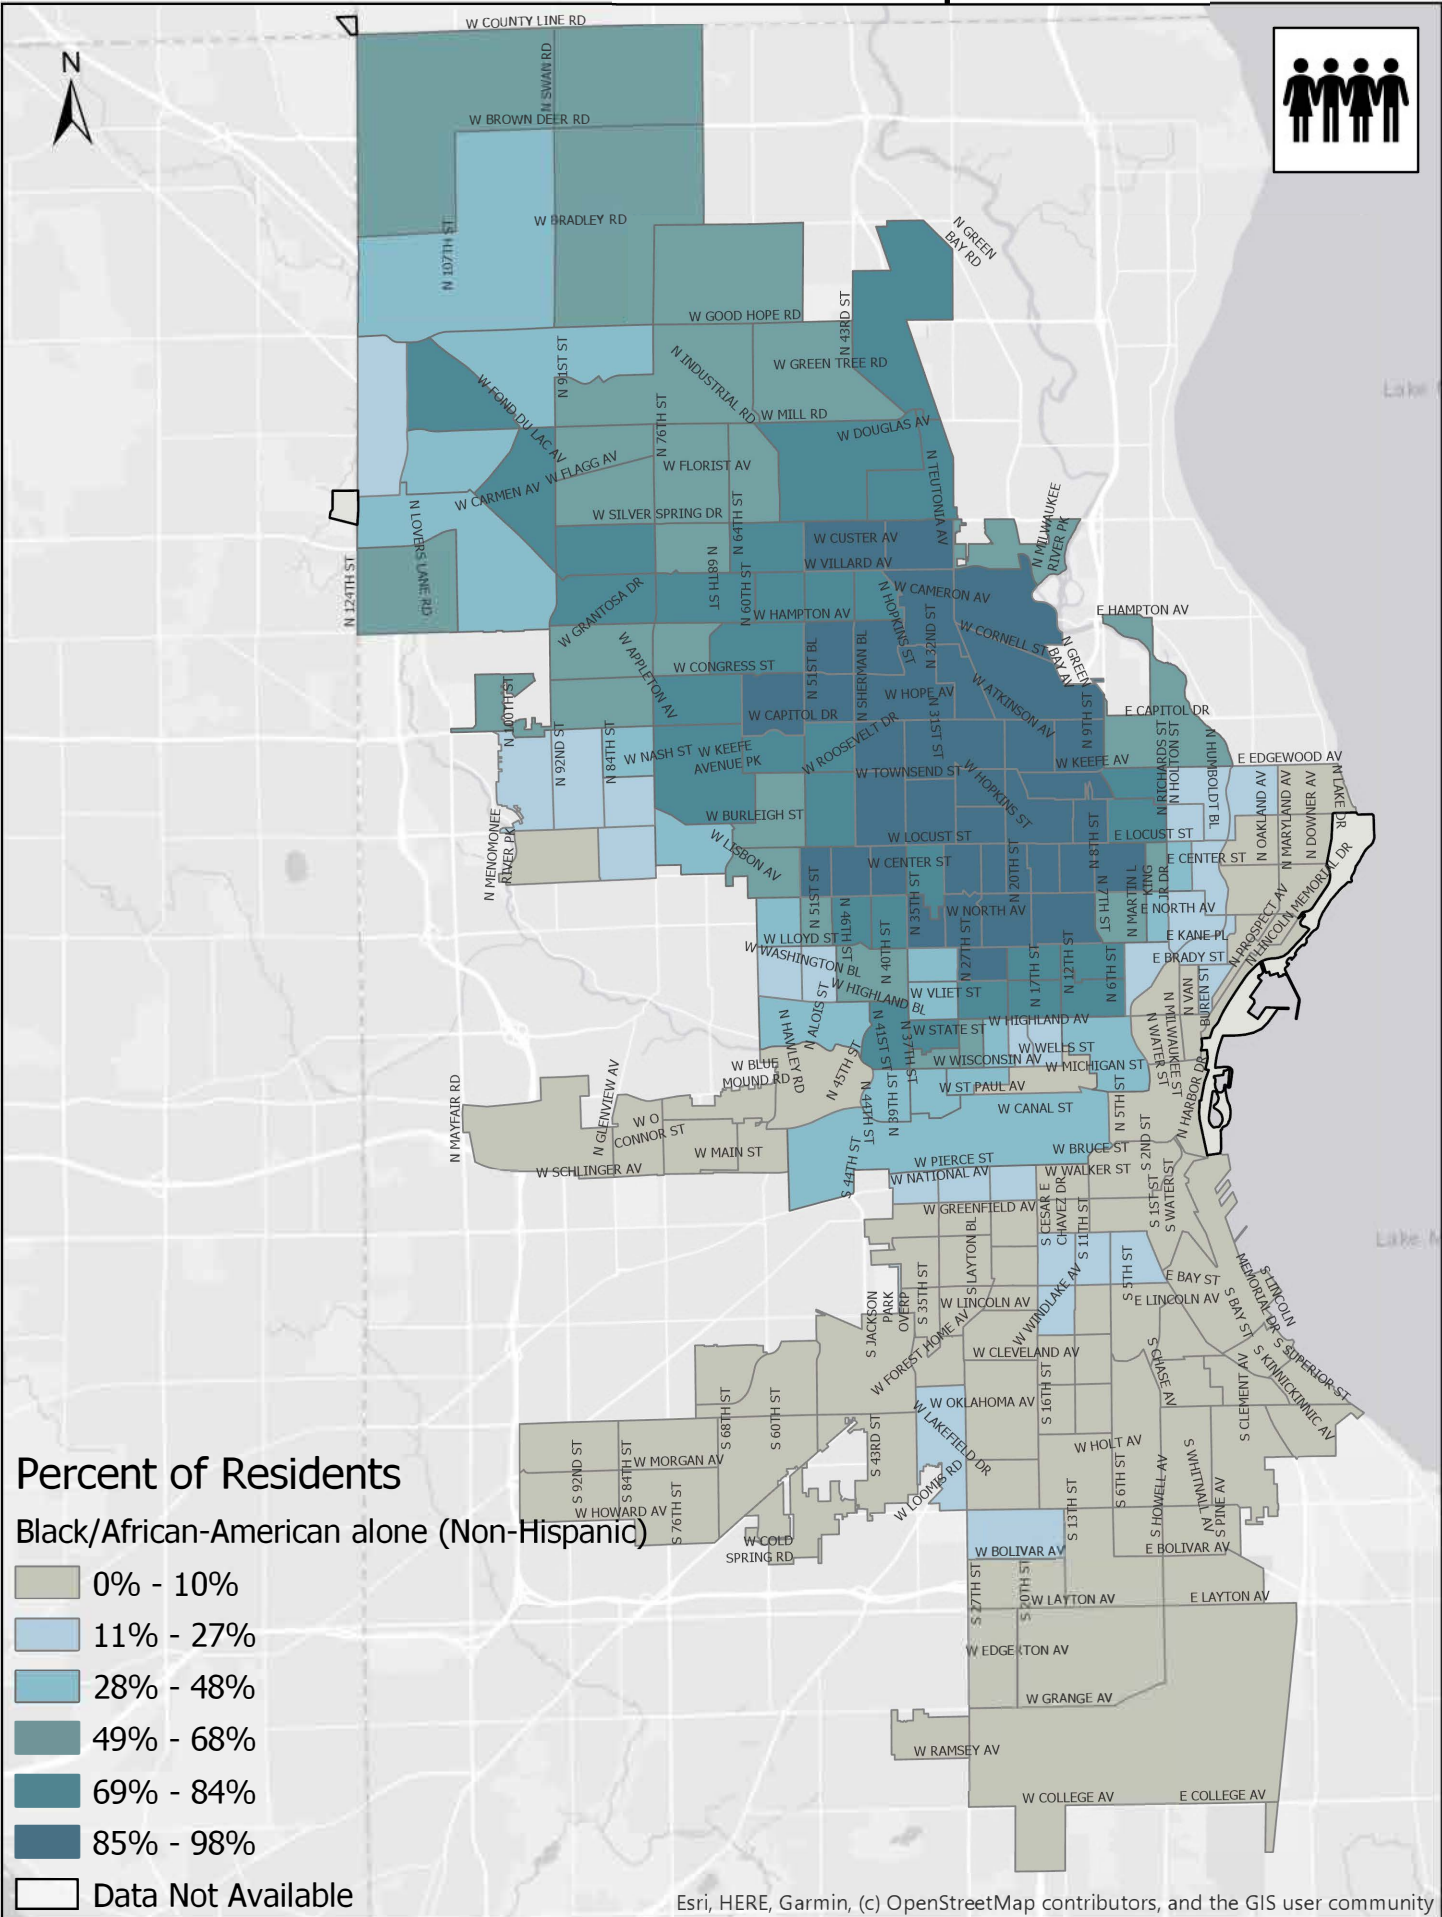 W COUNTY LINE RD
N
N SWAN RD
W BROWN DEER RD
W BRADLEY RD
N GREEN
BAY RD
N 107TH ST
W GOOD HOPE RD
N 43RD ST
N 91ST ST
N INDUSTRIAL RD
W GREEN TREE RD
W FOND DU LAC AV
N 76TH ST
W MILL RD
W DOUGLAS AV
W FLAGG AV
W FLORIST AV
N TEUTONIA AV
W CARMEN AV
W SILVER SPRING DR
N 64TH ST
N LOVERS LANE RD
N MILWAUKEE
RIVER PK
W CUSTER AV
W VILLARD AV
N 124TH ST
N 68TH ST
N 60TH ST
W GRANTOSA DR
W HAMPTON AV
N HOPKINS ST
W CAMERON AV
N 32ND ST
W CORNELL ST
E HAMPTON AV
W APPLETON AV
W CONGRESS ST
N 51ST BL
N SHERMAN BL
N GREEN
BAY AV
N 100TH ST
W HOPE AV
W ATKINSON AV
W CAPITOL DR
N 31ST ST
N 9TH ST
E CAPITOL DR
N 92ND ST
N 84TH ST
W NASH ST
W KEEFE
AVENUE PK
W ROOSEVELT DR
W TOWNSEND ST
W HOPKINS ST
W KEEFE AV
N RICHARDS ST
N HOLTON ST
N HUMBOLDT BL
E EDGEWOOD AV
N OAKLAND AV
N MARYLAND AV
N DOWNER AV
N LAKE DR
W BURLEIGH ST
N MENOMONEE
RIVER PK
W LISBON AV
W LOCUST ST
N 8TH ST
E LOCUST ST
W CENTER ST
N 20TH ST
E CENTER ST
N 51ST ST
N 46TH ST
N 35TH ST
W NORTH AV
N 7TH ST
N MARTIN L
KING
JR DR
E NORTH AV
N PROSPECT AV
N LINCOLN MEMORIAL DR
W LLOYD ST
N 40TH ST
N 27TH ST
E KANE PL
W WASHINGTON BL
N 17TH ST
N 12TH ST
N 6TH ST
E BRADY ST
W HIGHLAND BL
W VLIET ST
N VAN
BUREN ST
N HAWLEY RD
N ALOIS ST
N 41ST ST
N 37TH ST
W STATE ST
W HIGHLAND AV
N WATER ST
N MILWAUKEE ST
W WELLS ST
W WISCONSIN AV
W MICHIGAN ST
W BLUE
MOUND RD
N 45TH ST
N MAYFAIR RD
N GLENVIEW AV
N 44TH ST
N 39TH ST
W ST PAUL AV
N 5TH ST
N HARBOR DR
W CANAL ST
W O
CONNOR ST
W MAIN ST
S 2ND ST
W BRUCE ST
W SCHLINGER AV
S 44TH ST
W PIERCE ST
W NATIONAL AV
W WALKER ST
S 1ST ST
S WATER ST
W GREENFIELD AV
S CESAR E
CHAVEZ DR
S 11TH ST
S LAYTON BL
S 5TH ST
E BAY ST
S LINCOLN
MEMORIAL DR
S JACKSON
PARK
OVERP
S 35TH ST
W LINCOLN AV
W WINDLAKE AV
E LINCOLN AV
S BAY ST
W FOREST HOME AV
W CLEVELAND AV
S CHASE AV
S SUPERIOR ST
S KINNICKINNIC AV
S 68TH ST
S 60TH ST
S 16TH ST
S CLEMENT AV
W OKLAHOMA AV
W LAKEFIELD DR
S 43RD ST
W HOLT AV
S 92ND ST
S 84TH ST
W MORGAN AV
W LOOMIS RD
S 6TH ST
S HOWELL AV
S WHITNALL AV
S PINE AV
W HOWARD AV
S 76TH ST
S 13TH ST
W COLD
SPRING RD
W BOLIVAR AV
E BOLIVAR AV
S 27TH ST
S 20TH ST
W LAYTON AV
E LAYTON AV
W EDGERTON AV
W GRANGE AV
W RAMSEY AV
W COLLEGE AV
E COLLEGE AV
Percent of Residents
Black/African-American alone (Non-Hispanic)
0% - 10%
11% - 27%
28% - 48%
49% - 68%
69% - 84%
85% - 98%
Data Not Available
Esri, HERE, Garmin, (c) OpenStreetMap contributors, and the GIS user community